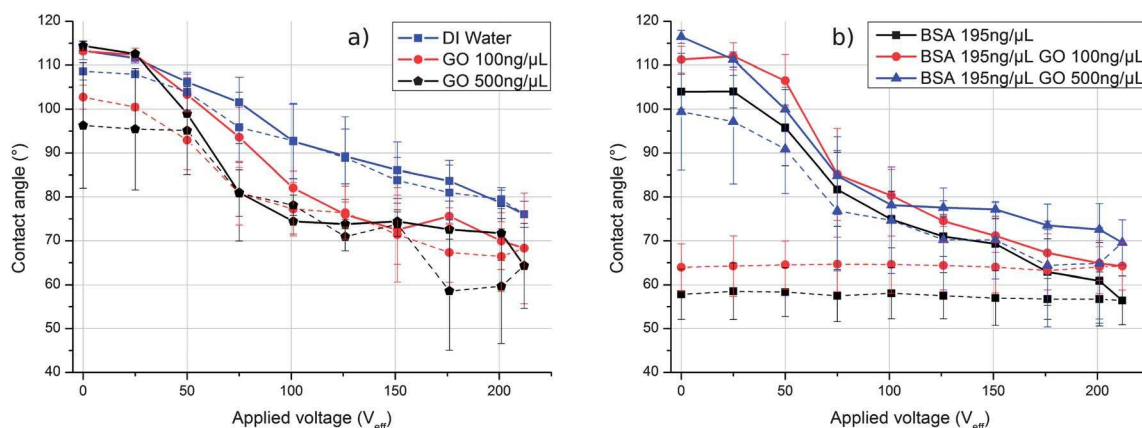 a)
DI Water
GO 100ng/μL
GO 500ng/μL
120
110
100
90
80
70
60
50
40
Contact angle (°)
0
50
100
150
200
Applied voltage (V_eff)
b)
BSA 195ng/μL
BSA 195ng/μL GO 100ng/μL
BSA 195ng/μL GO 500ng/μL
120
110
100
90
80
70
60
50
40
Contact angle (°)
0
50
100
150
200
Applied voltage (V_eff)